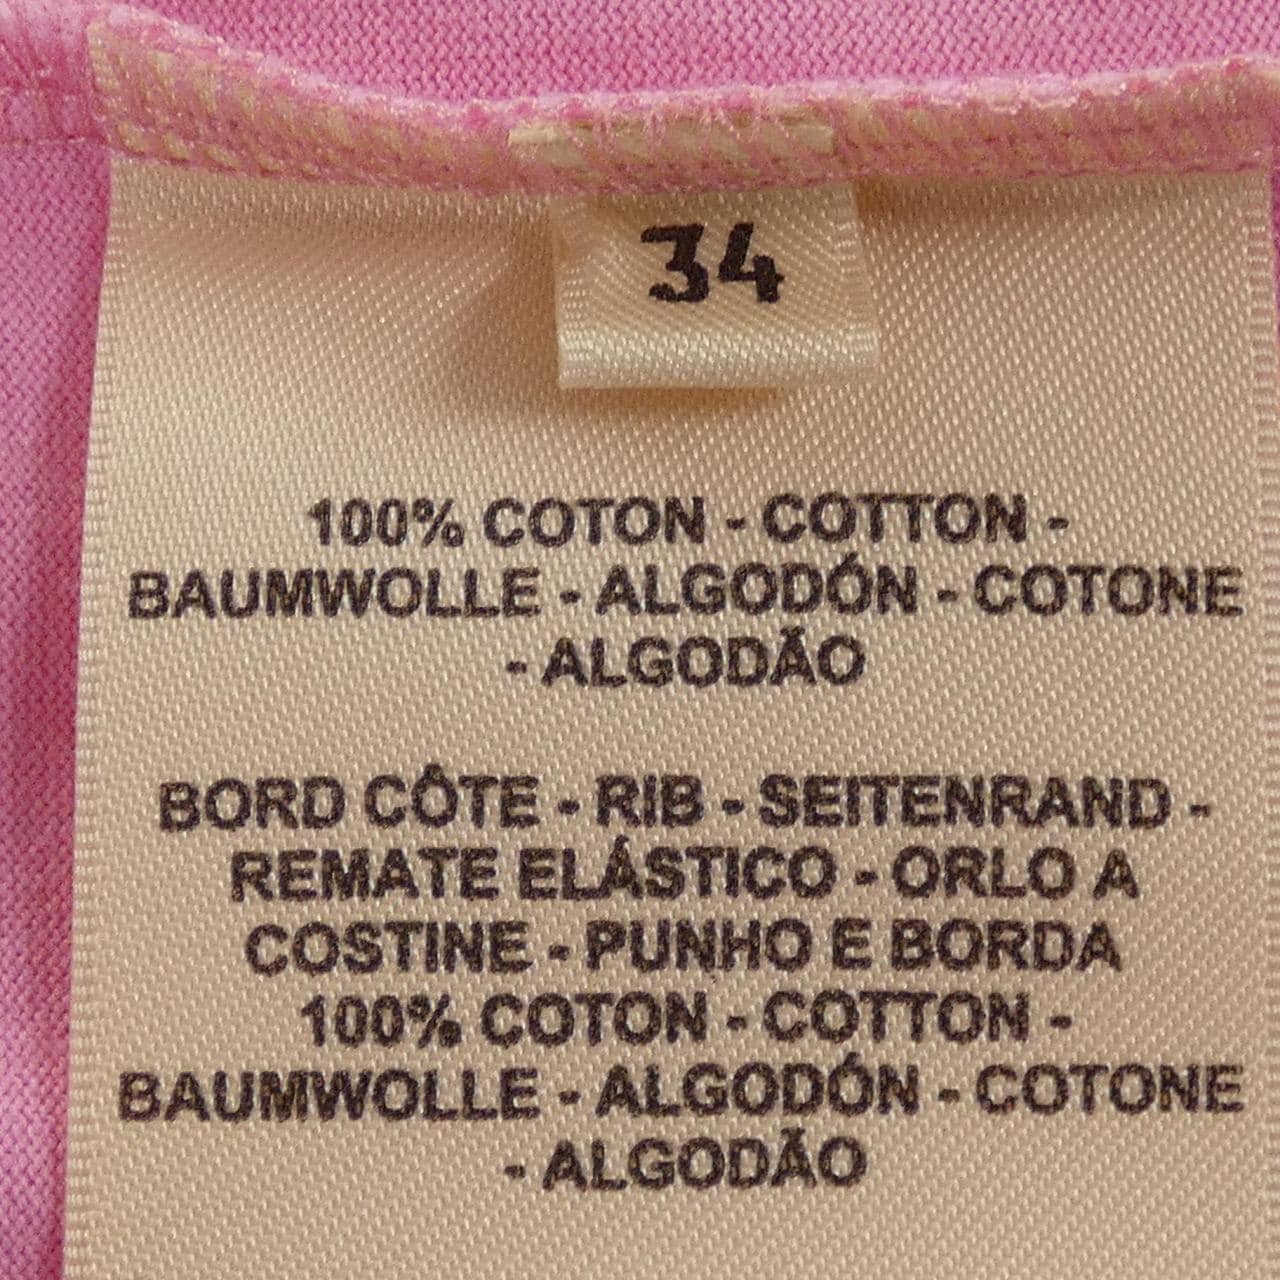 34
100% COTON - COTTON -
BAUMWOLLE - ALGODÓN - COTONE
- ALGODÃO
BORD CÔTE - RIB - SEITENRAND -
REMATE ELÁSTICO - ORLO A
COSTINE - PUNHO E BORDA
100% COTON - COTTON -
BAUMWOLLE - ALGODÓN - COTONE
- ALGODÃO